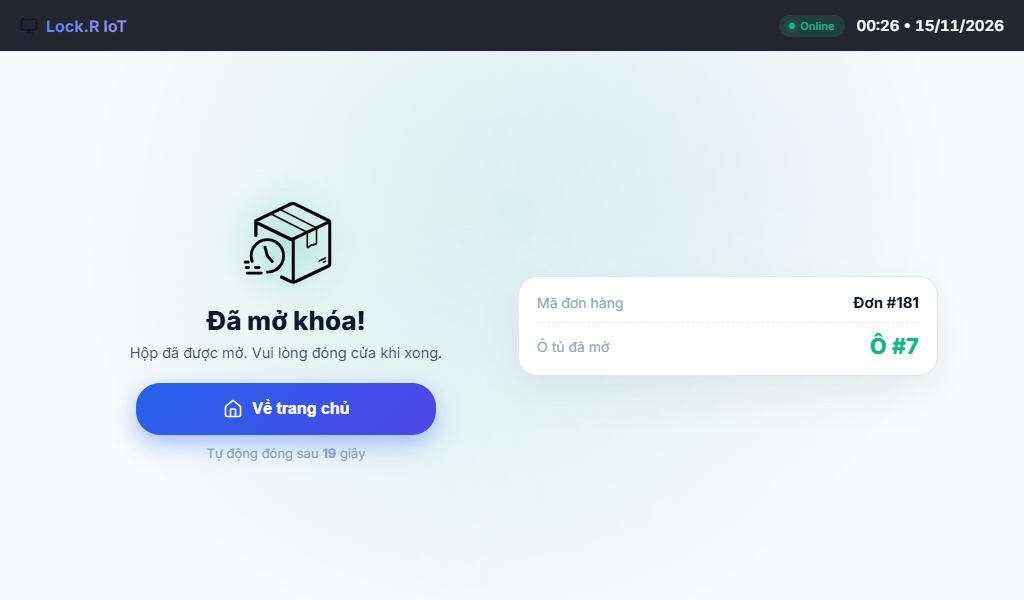 Lock.R IoT
Online
00:26 • 15/11/2026
Đã mở khóa!
Hộp đã được mở. Vui lòng đóng cửa khi xong.
Về trang chủ
Tự động đóng sau 19 giây
Mã đơn hàng
Đơn #181
Ô tủ đã mở
Ô #7